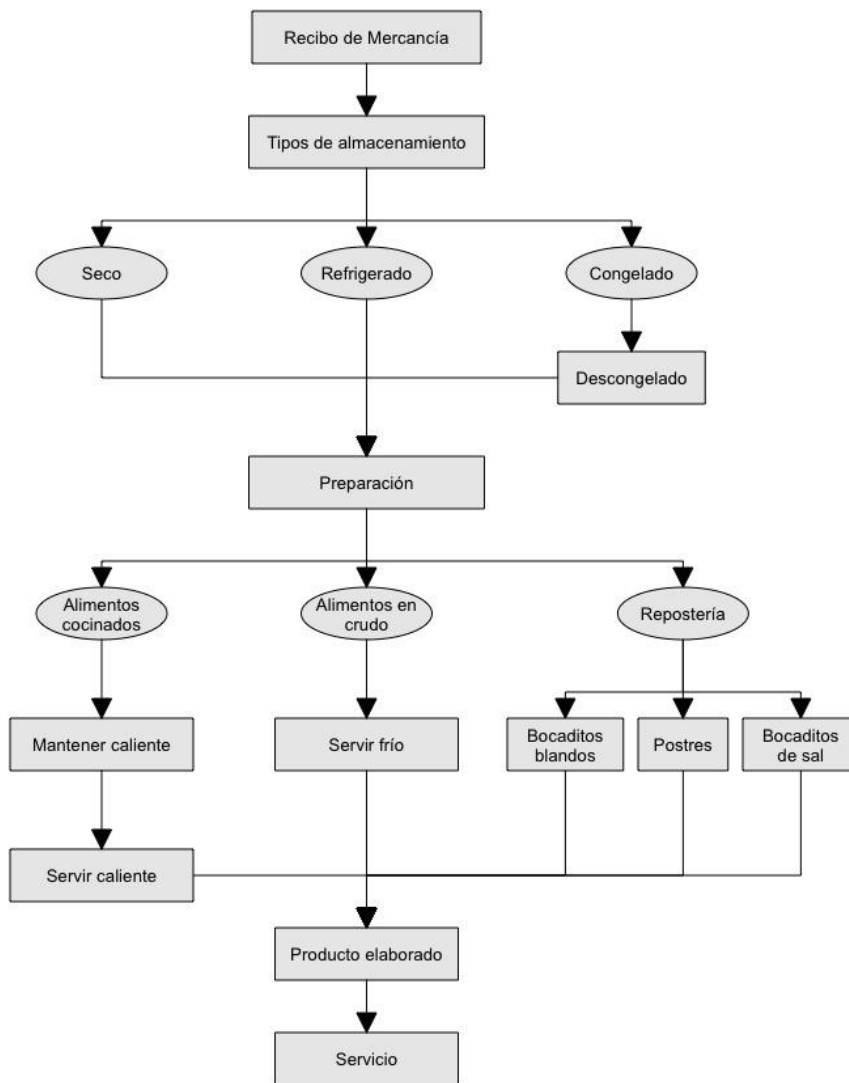 Recibo de Mercancía
Tipos de almacenamiento
Seco
Refrigerado
Congelado
Descongelado
Preparación
Alimentos
cocinados
Alimentos en
crudo
Repostería
Mantener caliente
Servir frío
Bocaditos
blandos
Postres
Bocaditos
de sal
Servir caliente
Producto elaborado
Servicio